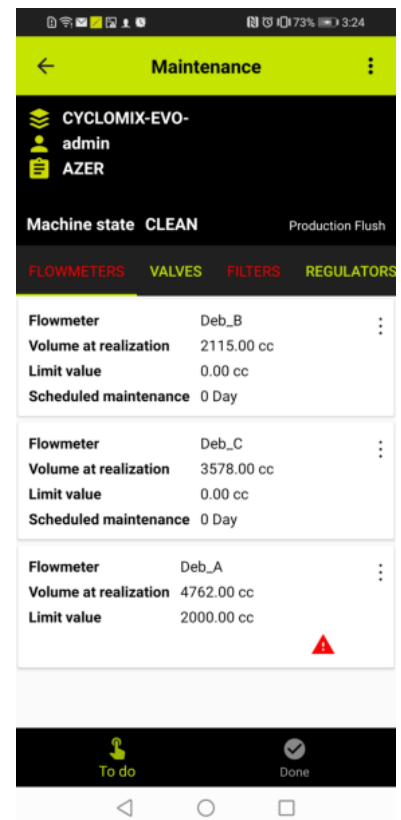 73% 3:24
Maintenance
CYCLOMIX-EVO-
admin
AZER
Machine state CLEAN Production Flush
FLOWMETERS VALVES FILTERS REGULATORS
Flowmeter Deb_B
Volume at realization 2115.00 cc
Limit value 0.00 cc
Scheduled maintenance 0 Day
Flowmeter Deb_C
Volume at realization 3578.00 cc
Limit value 0.00 cc
Scheduled maintenance 0 Day
Flowmeter Deb_A
Volume at realization 4762.00 cc
Limit value 2000.00 cc
To do Done